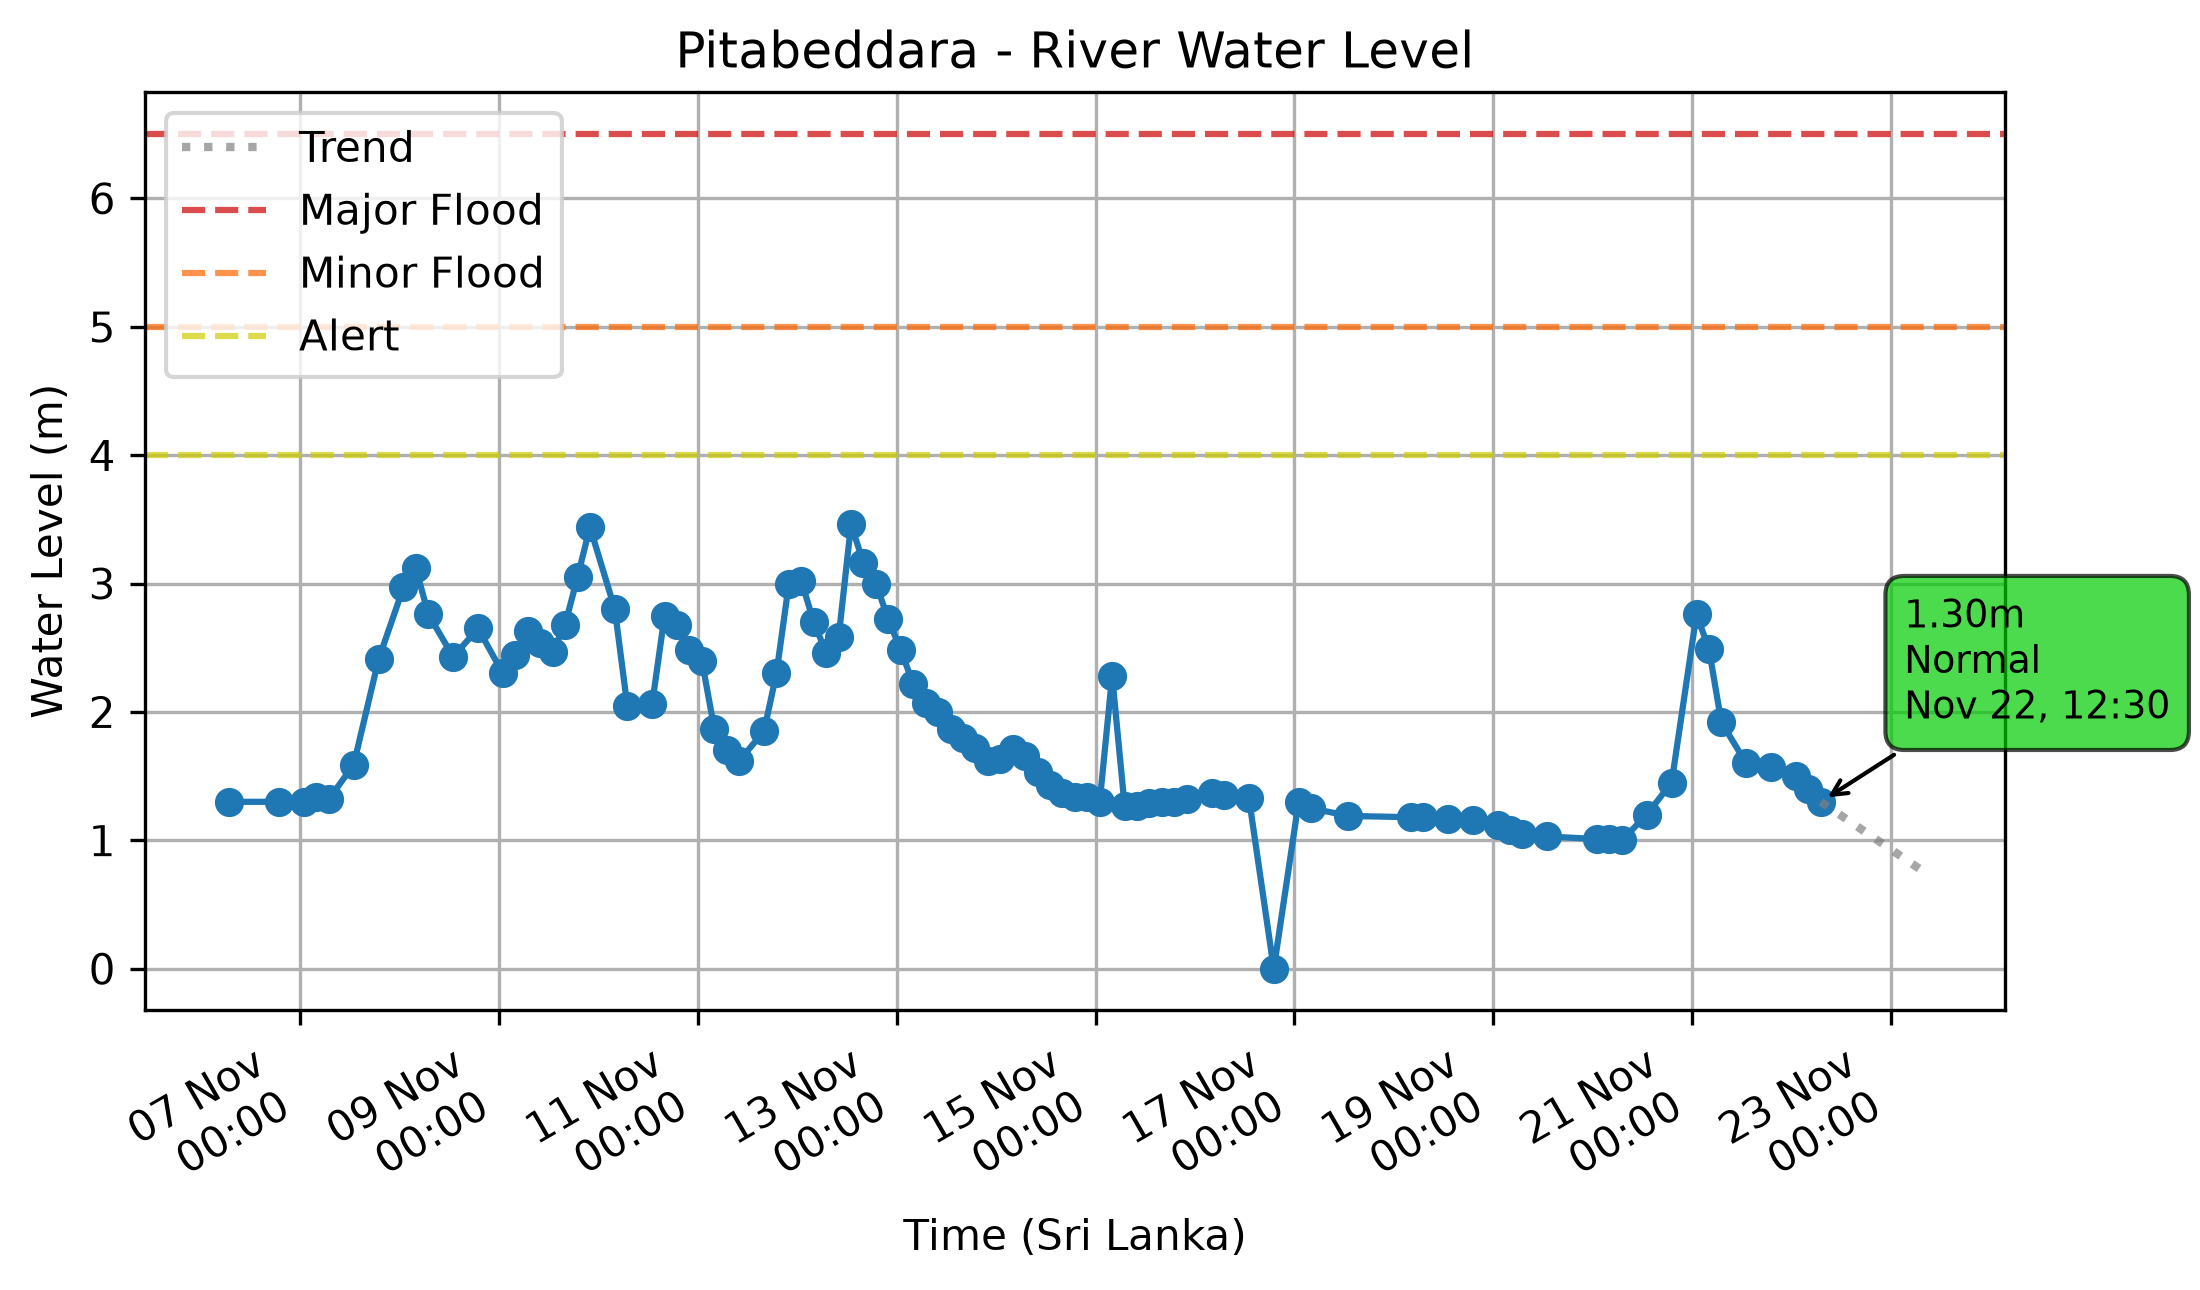 Pitabeddara - River Water Level
Trend
Major Flood
Minor Flood
Alert
6
5
4
3
2
1
0
Water Level (m)
1.30m
Normal
Nov 22, 12:30
07 Nov
00:00
09 Nov
00:00
11 Nov
00:00
13 Nov
00:00
15 Nov
00:00
17 Nov
00:00
19 Nov
00:00
21 Nov
00:00
23 Nov
00:00
Time (Sri Lanka)